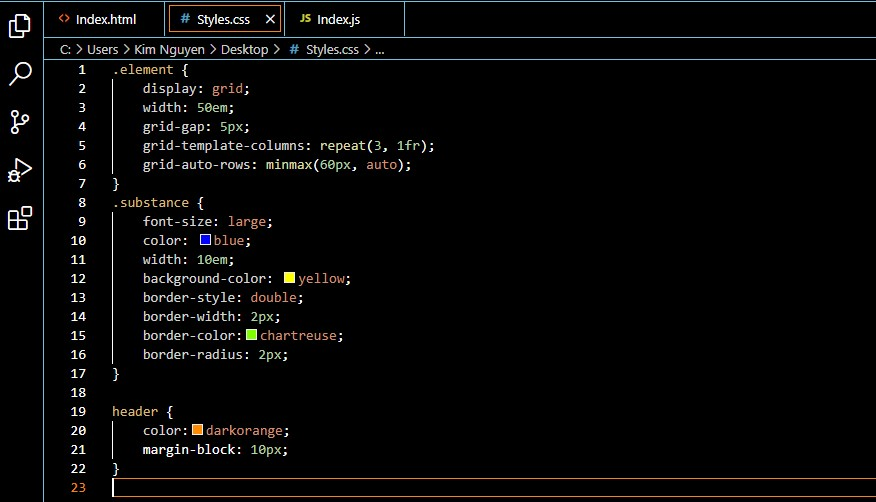 <> Index.html # Styles.css × JS Index.js
C: > Users > Kim Nguyen > Desktop > # Styles.css > ...
1 .element {
2 display: grid;
3 width: 50em;
4 grid-gap: 5px;
5 grid-template-columns: repeat(3, 1fr);
6 grid-auto-rows: minmax(60px, auto);
7 }
8 .substance {
9 font-size: large;
10 color: blue;
11 width: 10em;
12 background-color: yellow;
13 border-style: double;
14 border-width: 2px;
15 border-color: chartreuse;
16 border-radius: 2px;
17 }
18
19 header {
20 color: darkorange;
21 margin-block: 10px;
22 }
23